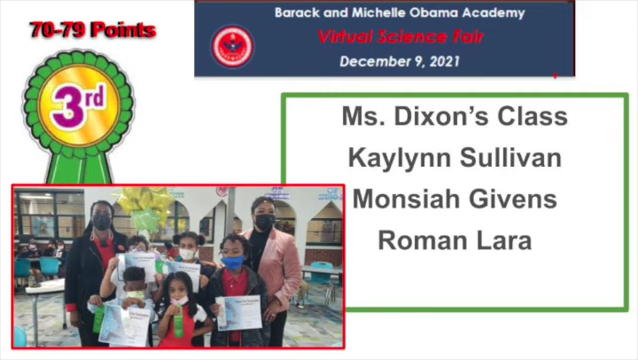 70-79 Points
Barack and Michelle Obama Academy
Virtual Science Fair
December 9, 2021
3rd
Ms. Dixon's Class
Kaylynn Sullivan
Monsiah Givens
Roman Lara